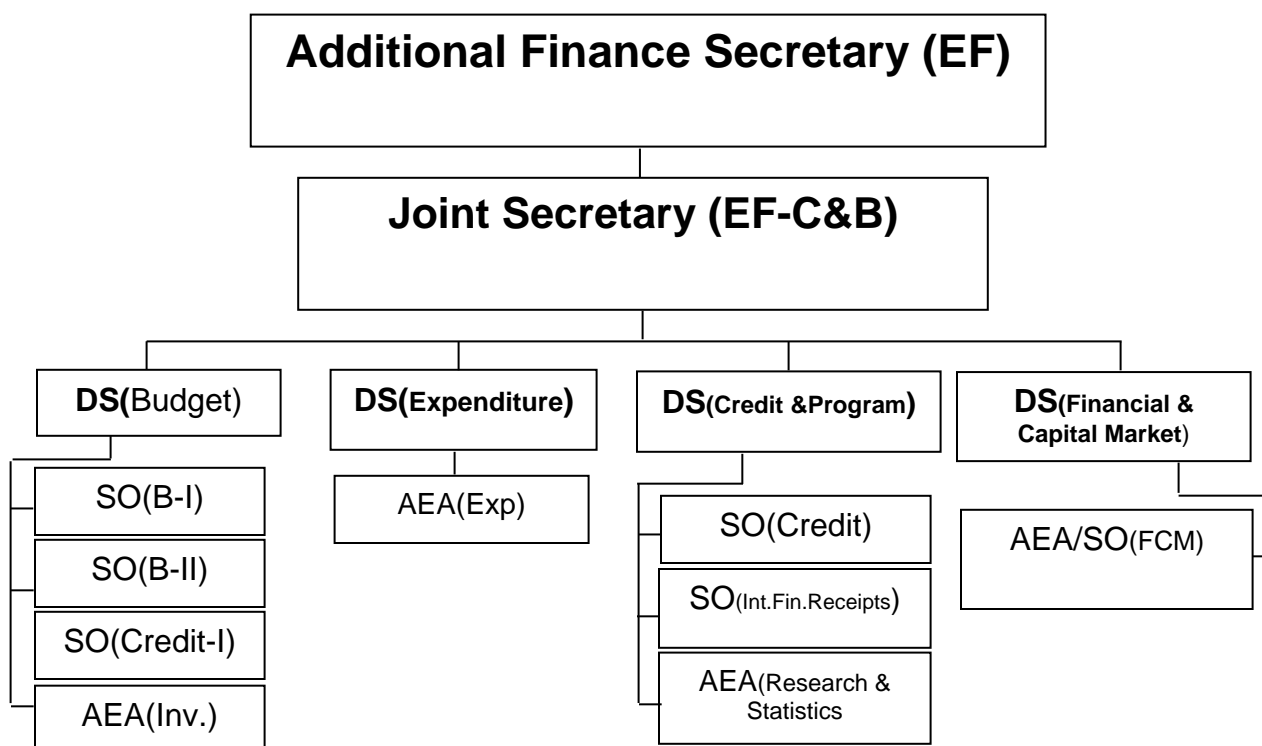 Additional Finance Secretary (EF)
Joint Secretary (EF-C&B)
DS(Budget)
SO(B-I)
SO(B-II)
SO(Credit-I)
AEA(Inv.)
DS(Expenditure)
AEA(Exp)
DS(Credit &Program)
SO(Credit)
SO(Int.Fin.Receipts)
AEA(Research &
Statistics
DS(Financial &
Capital Market)
AEA/SO(FCM)